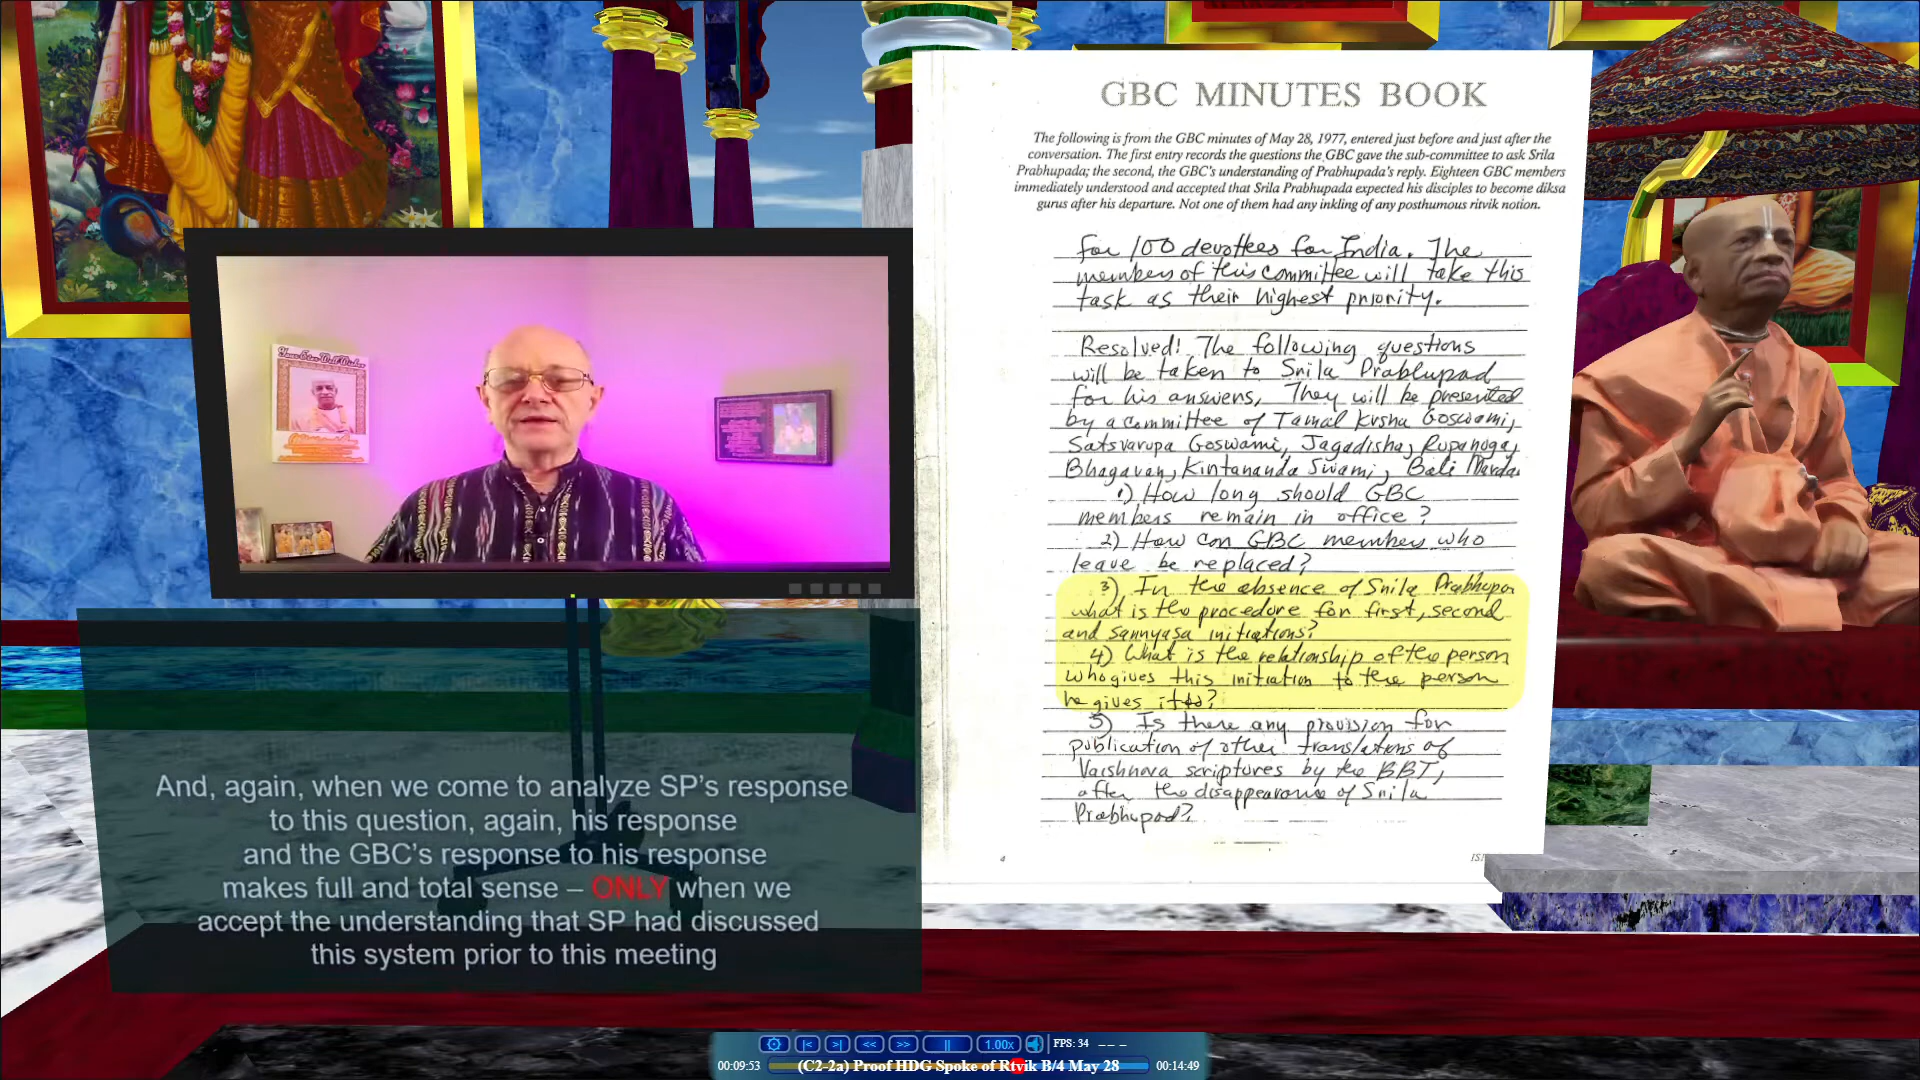 GBC MINUTES BOOK
The following is from the GBC minutes of May 28, 1977, entered just before and just after the
conversation. The first entry records the questions the GBC gave the sub-committee to ask Srila
Prabhupada; the second, the GBC's understanding of Prabhupada's reply. Eighteen GBC members
immediately understood and accepted that Srila Prabhupada expected his disciples to become diksa
gurus after his departure. Not one of them had any inkling of any posthumous ritvik notion.
for 100 devottees for India. The
members of this committee will take this
task as their highest priority.
Resolved! The following questions
will be taken to Srila Prabhupad
for his answers, They will be presented
by a committee of Tamal Krsna Goswami,
Satsvarupa Goswami, Jagadisha, Rupanoga,
Bhagavan, Kirtananda Swami, Bali Mardan
1) How long should GBC
members remain in office?
2) How can GBC members who
leave be replaced?
3) In the absence of Srila Prabhupad
what is the procedure for first, second
and sannyasa initiations?
4) What is the relationship of the person
who gives this initiation to the person
he gives it to?
5) Is there any provision for
publication of other translations of
Vaishnava scriptures by the BBT,
after the disappearance of Srila
Prabhupad?
4
And, again, when we come to analyze SP's response
to this question, again, his response
and the GBC's response to his response
makes full and total sense – ONLY when we
accept the understanding that SP had discussed
this system prior to this meeting
|< >| << >> || 1.00x FPS: 34 – – –
00:09:53 (C2-2a) Proof HDG Spoke of Rtvik B/4 May 28 00:14:49